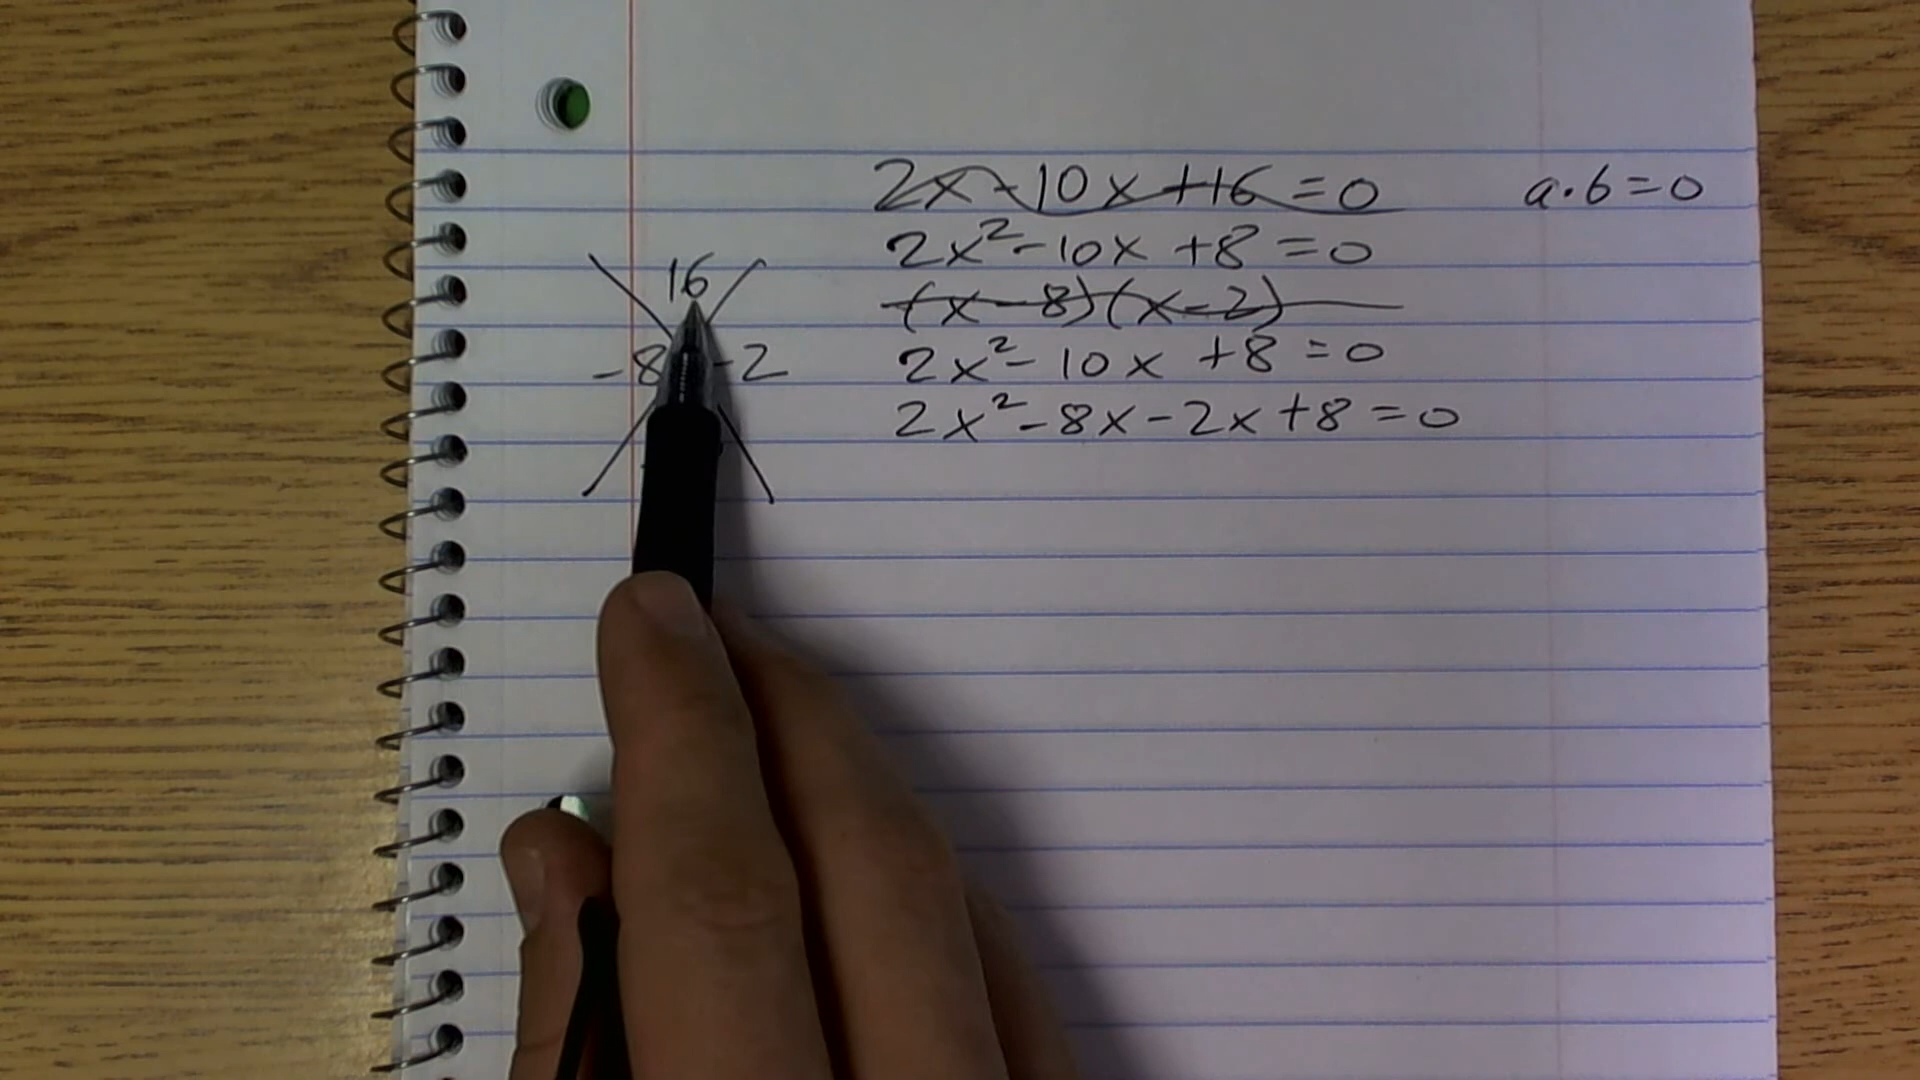 2x-10x+16=0
a·b=0
2x²-10x+8=0
(x-8)(x-2)
2x²-10x+8=0
2x²-8x-2x+8=0
16
-8 -2